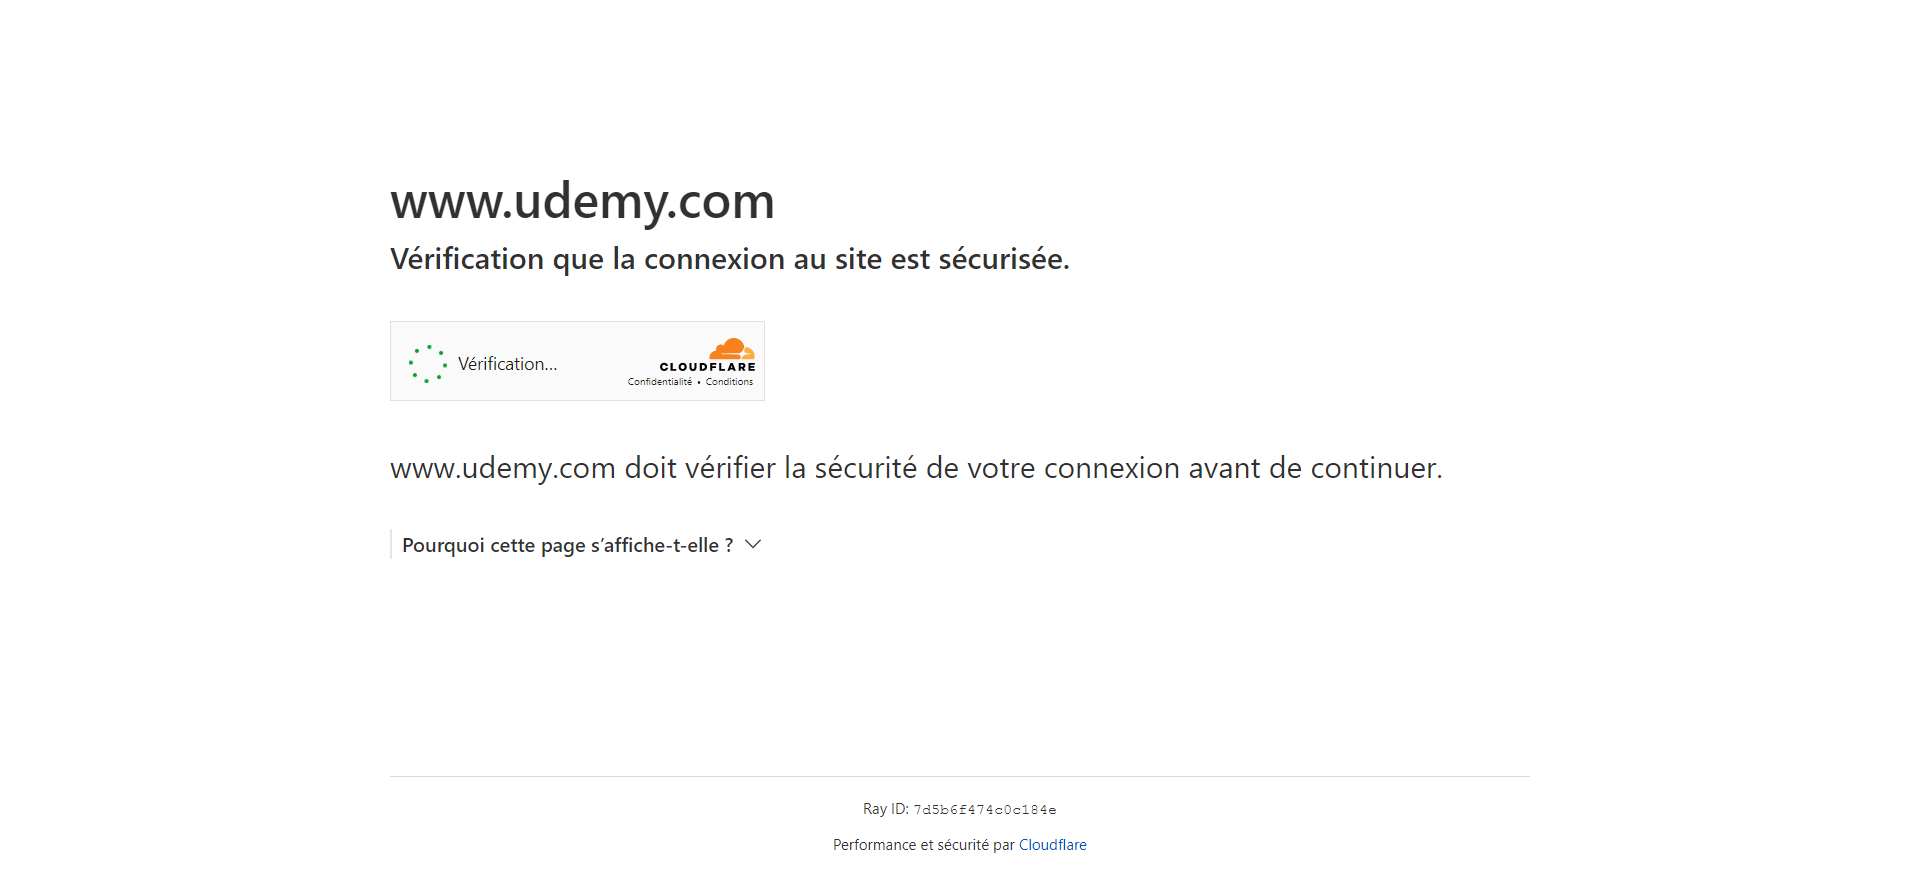 www.udemy.com
Vérification que la connexion au site est sécurisée.
Vérification...
CLOUDFLARE
Confidentialité • Conditions
www.udemy.com doit vérifier la sécurité de votre connexion avant de continuer.
Pourquoi cette page s’affiche-t-elle ?
Ray ID: 7d5b6f474c0c184e
Performance et sécurité par Cloudflare